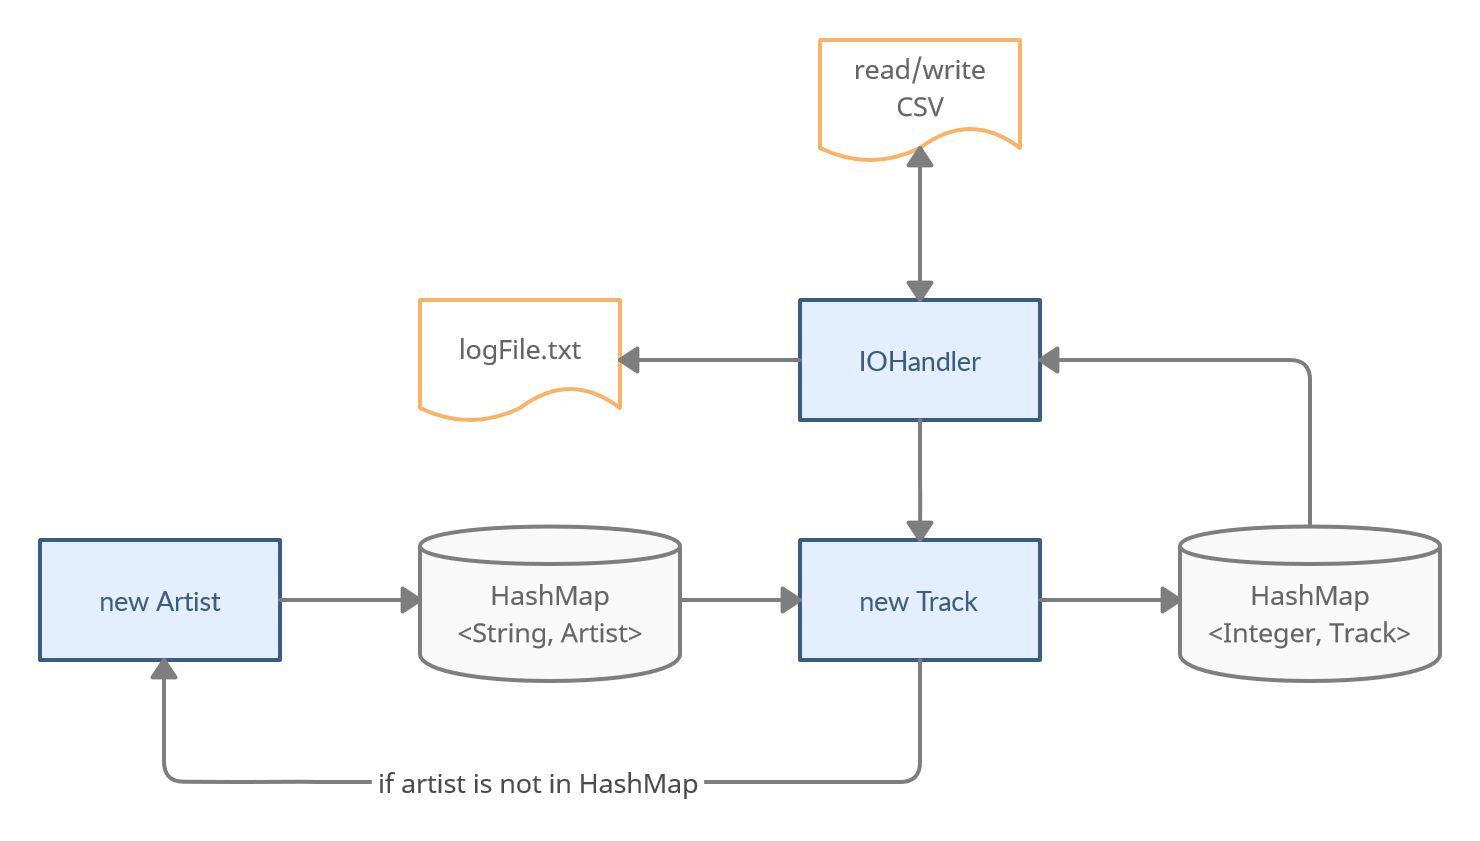 read/write
CSV
logFile.txt
IOHandler
new Artist
HashMap
<String, Artist>
new Track
HashMap
<Integer, Track>
if artist is not in HashMap